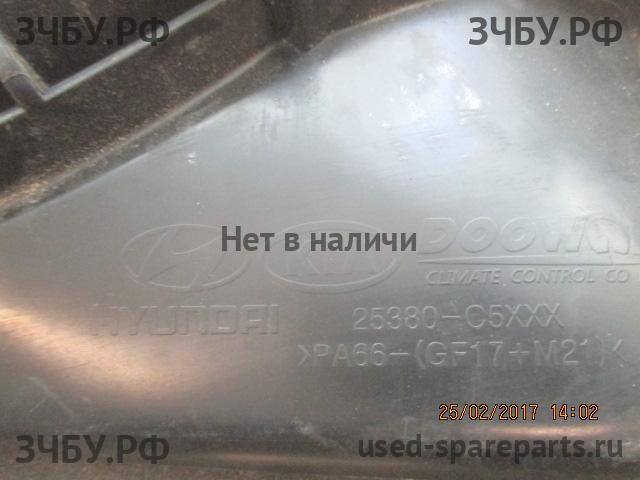 ЗЧБУ.РФ ЗЧБУ.РФ
Нет в наличи
KIA DOOWON
CLIMATE CONTROL CO
HYUNDAI 25380-C5XXX
>PA66-(GF17+M21)<
25/02/2017 14:02
ЗЧБУ.РФ used-spareparts.ru